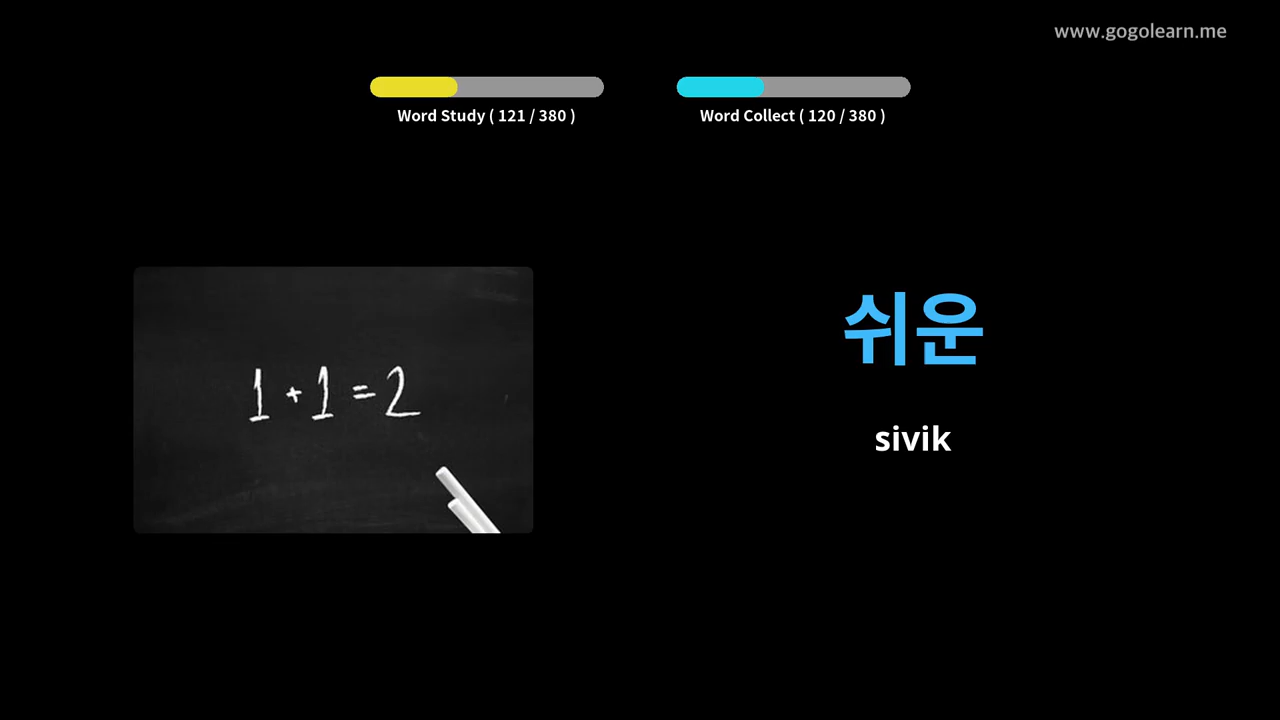 www.gogolearn.me
Word Study ( 121 / 380 )
Word Collect ( 120 / 380 )
1 + 1 = 2
쉬운
sivik